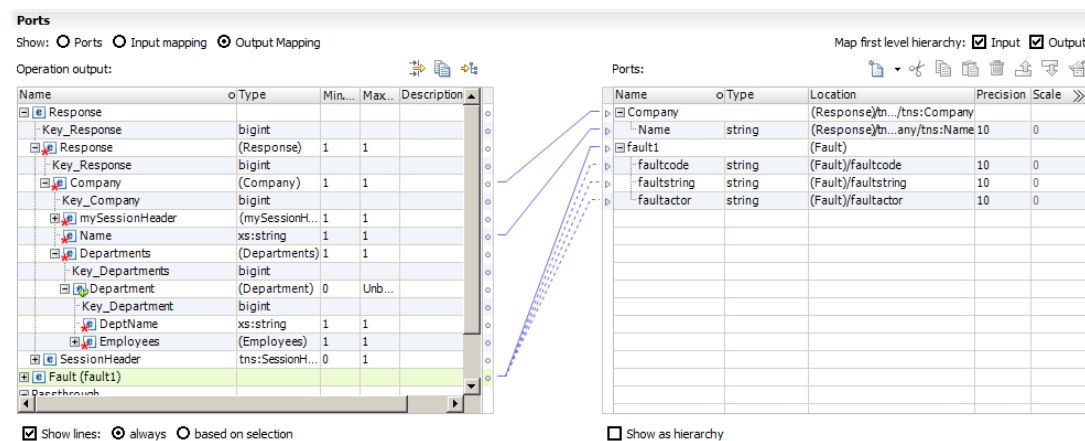 Ports
Show: Ports Input mapping Output Mapping Map first level hierarchy: Input Output
Operation output: Ports:
Name Type Min... Max... Description Name Type Location Precision Scale
Response Company (Response)/tn.../tns:Company
Key_Response bigint Name string (Response)/tn...any/tns:Name 10 0
Response (Response) 1 1 fault1 (Fault)
Key_Response bigint faultcode string (Fault)/faultcode 10 0
Company (Company) 1 1 faultstring string (Fault)/faultstring 10 0
Key_Company bigint faultactor string (Fault)/faultactor 10 0
mySessionHeader (mySessionH... 1 1
Name xs:string 1 1
Departments (Departments) 1 1
Key_Departments bigint
Department (Department) 0 Unb...
Key_Department bigint
DeptName xs:string 1 1
Employees (Employees) 1 1
SessionHeader tns:SessionH... 0 1
Fault (fault1)
Passthrough
Show lines: always based on selection Show as hierarchy